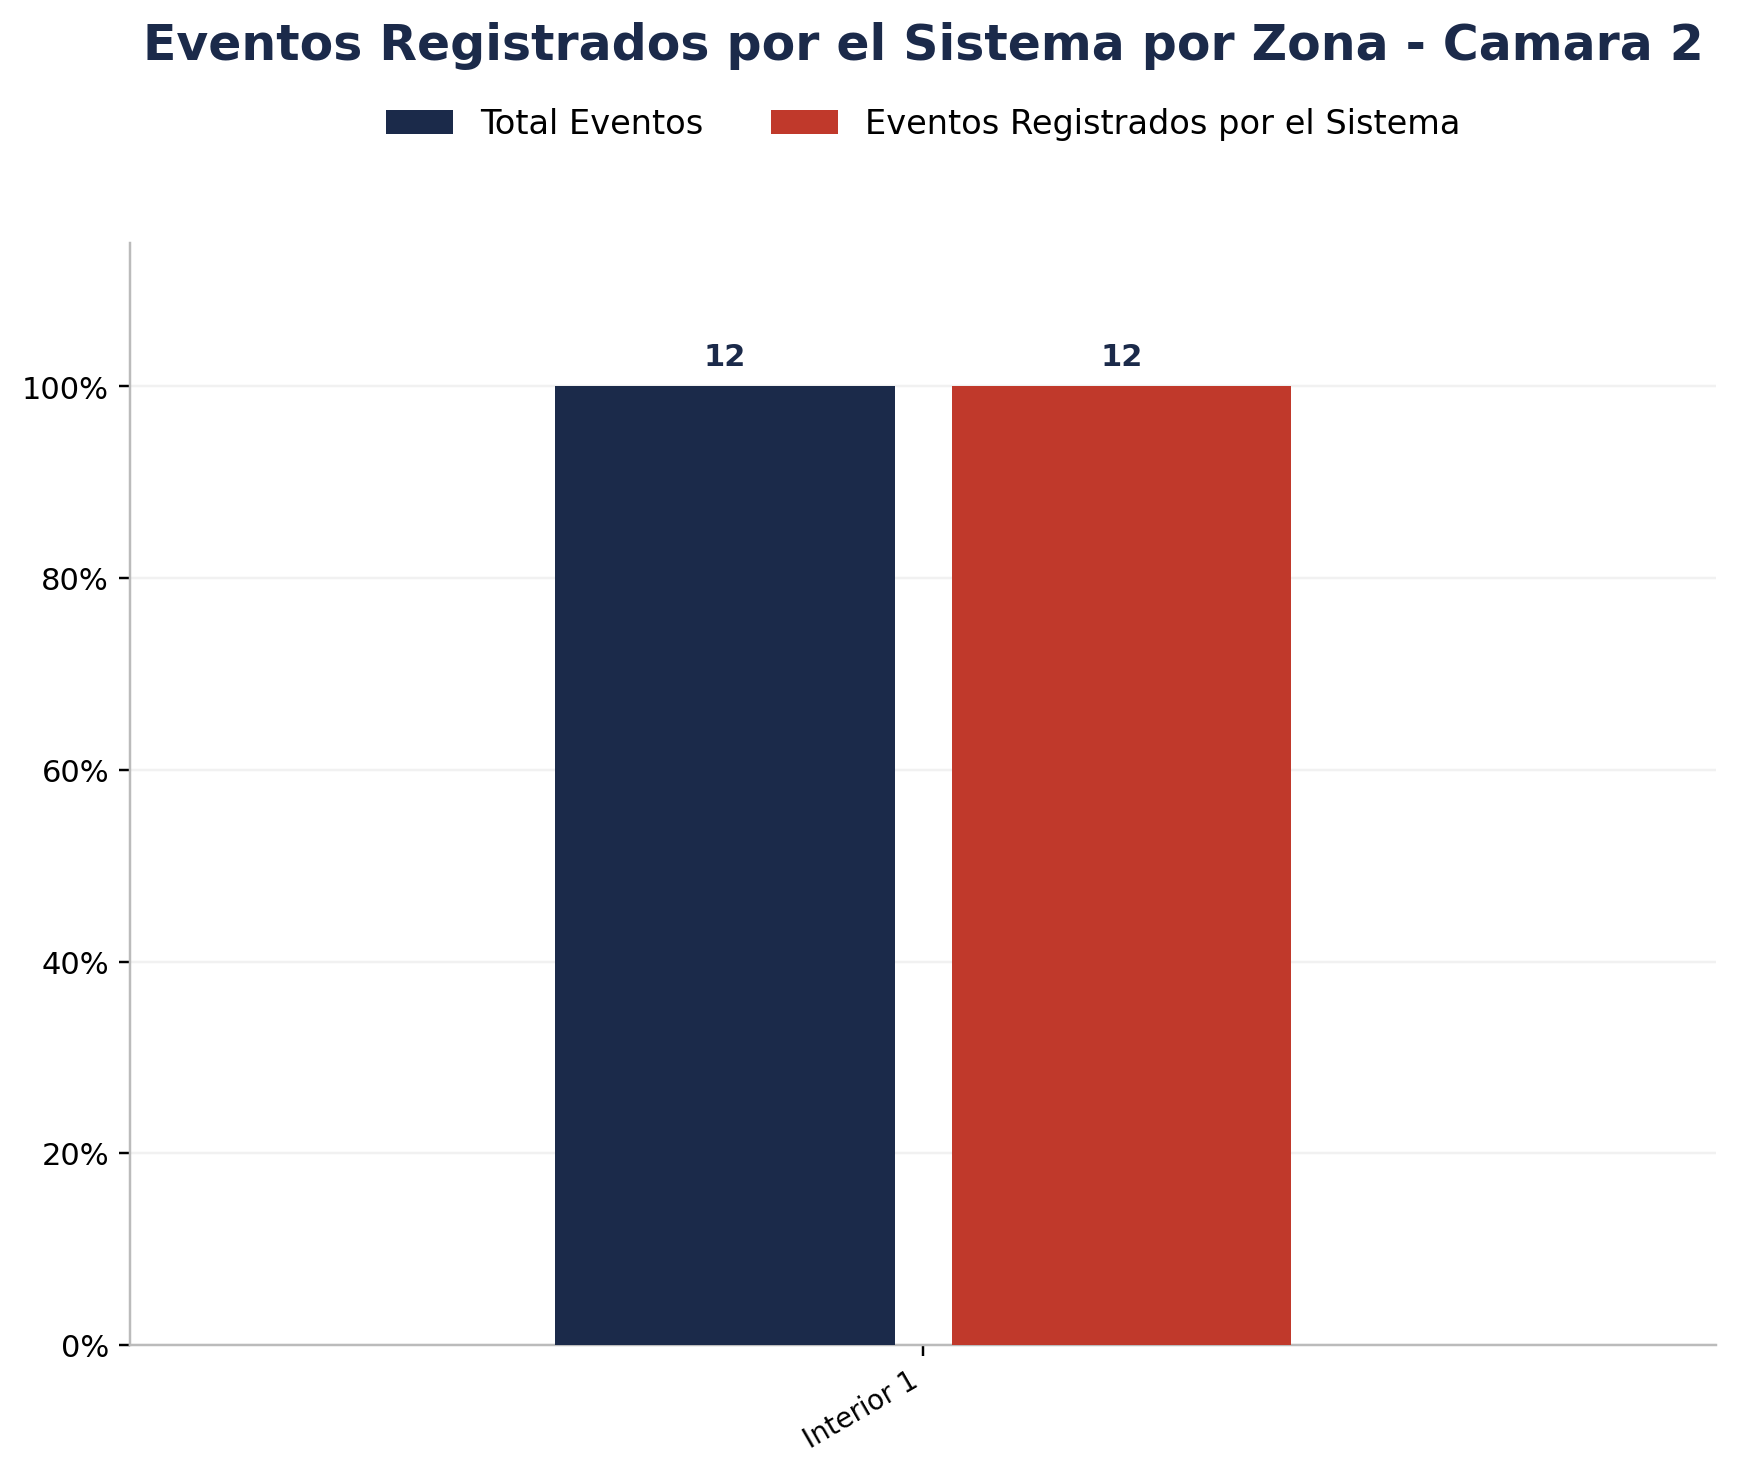 Eventos Registrados por el Sistema por Zona - Camara 2
Total Eventos
Eventos Registrados por el Sistema
12
12
100%
80%
60%
40%
20%
0%
Interior 1